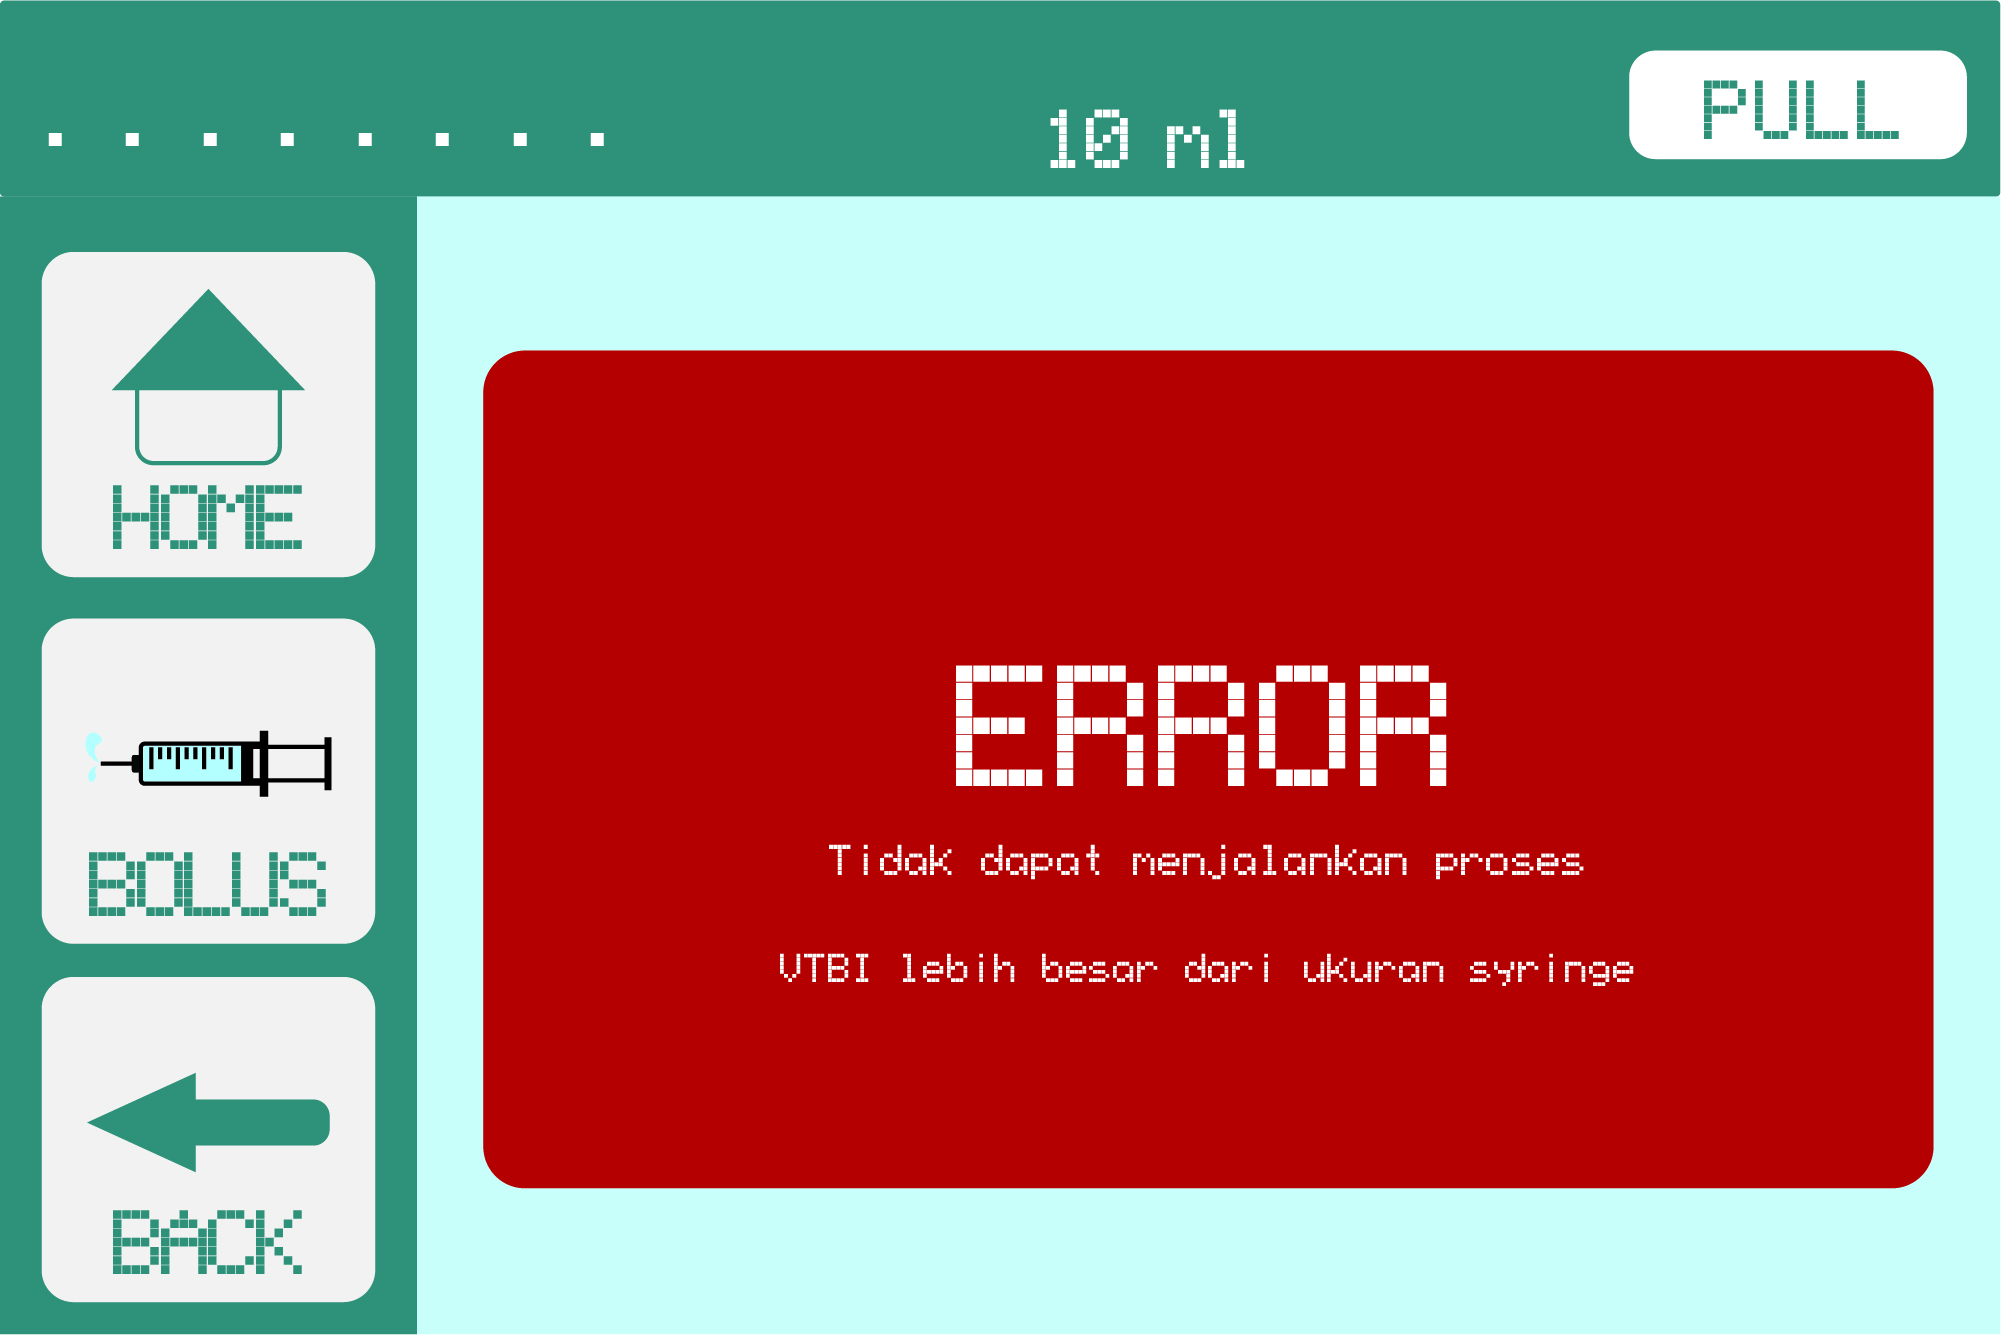 . . . . . . . .
10 ml
PULL
HOME
BOLUS
BACK
ERROR
Tidak dapat menjalankan proses
VTBI lebih besar dari ukuran syringe